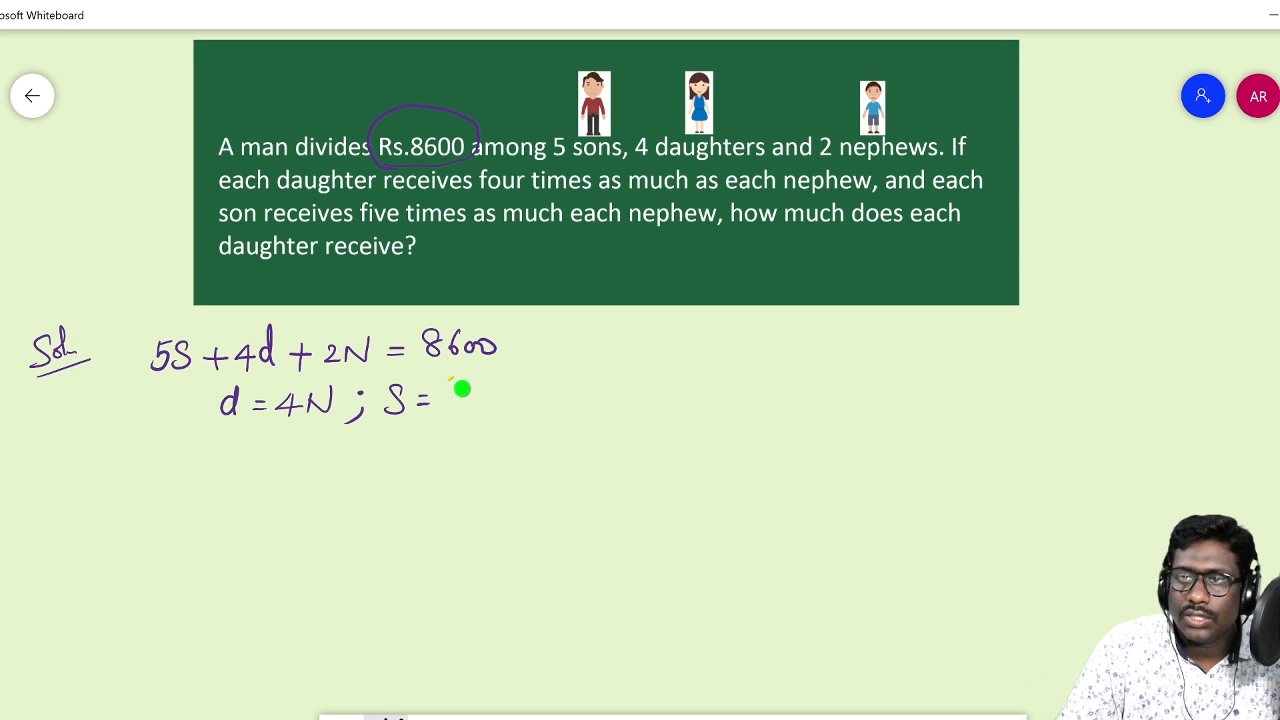 osoft Whiteboard
AR
A man divides Rs.8600 among 5 sons, 4 daughters and 2 nephews. If
each daughter receives four times as much as each nephew, and each
son receives five times as much each nephew, how much does each
daughter receive?
Soln 5S + 4d + 2N = 8600
d = 4N ; S =